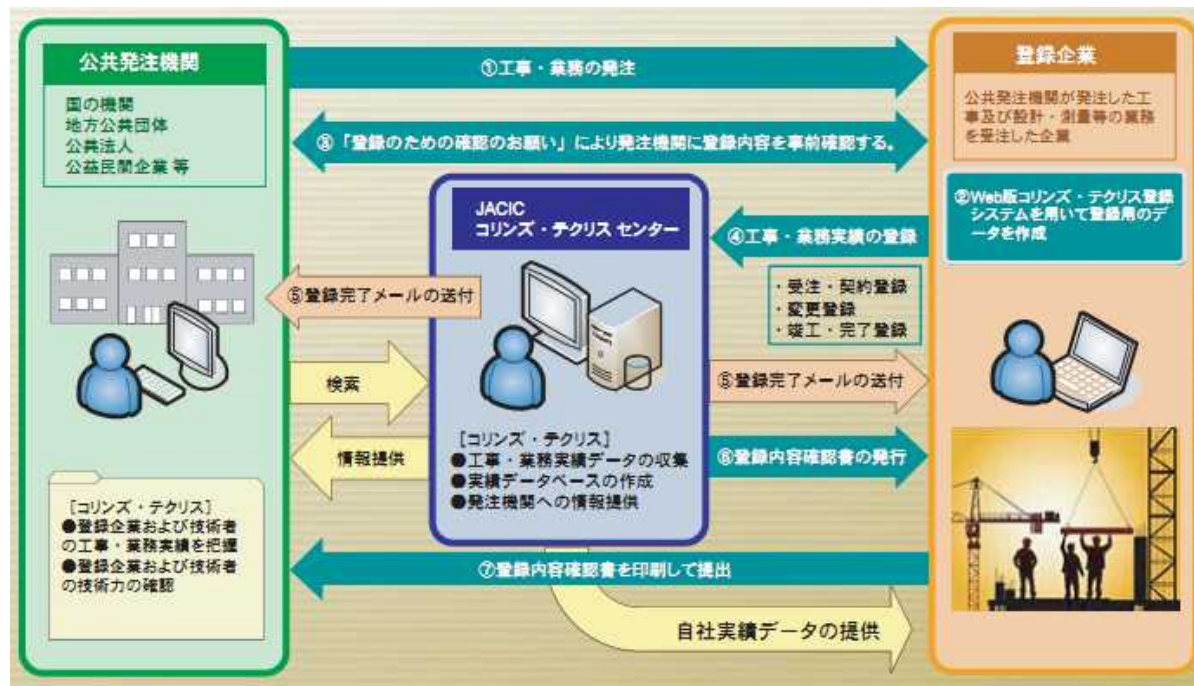 公共発注機関
国の機関
地方公共団体
公共法人
公益民間企業 等
①工事・業務の発注
登録企業
公共発注機関が発注した工
事及び設計・測量等の業務
を受注した企業
③「登録のための確認のお願い」により発注機関に登録内容を事前確認する。
②Web版コリンズ・テクリス登録
システムを用いて登録用のデ
ータを作成
JACIC
コリンズ・テクリス センター
④工事・業務実績の登録
・受注・契約登録
・変更登録
・竣工・完了登録
⑤登録完了メールの送付
⑤登録完了メールの送付
検索
情報提供
[コリンズ・テクリス]
●工事・業務実績データの収集
●実績データベースの作成
●発注機関への情報提供
⑥登録内容確認書の発行
[コリンズ・テクリス]
●登録企業および技術者
の工事・業務実績を把握
●登録企業および技術者
の技術力の確認
⑦登録内容確認書を印刷して提出
自社実績データの提供